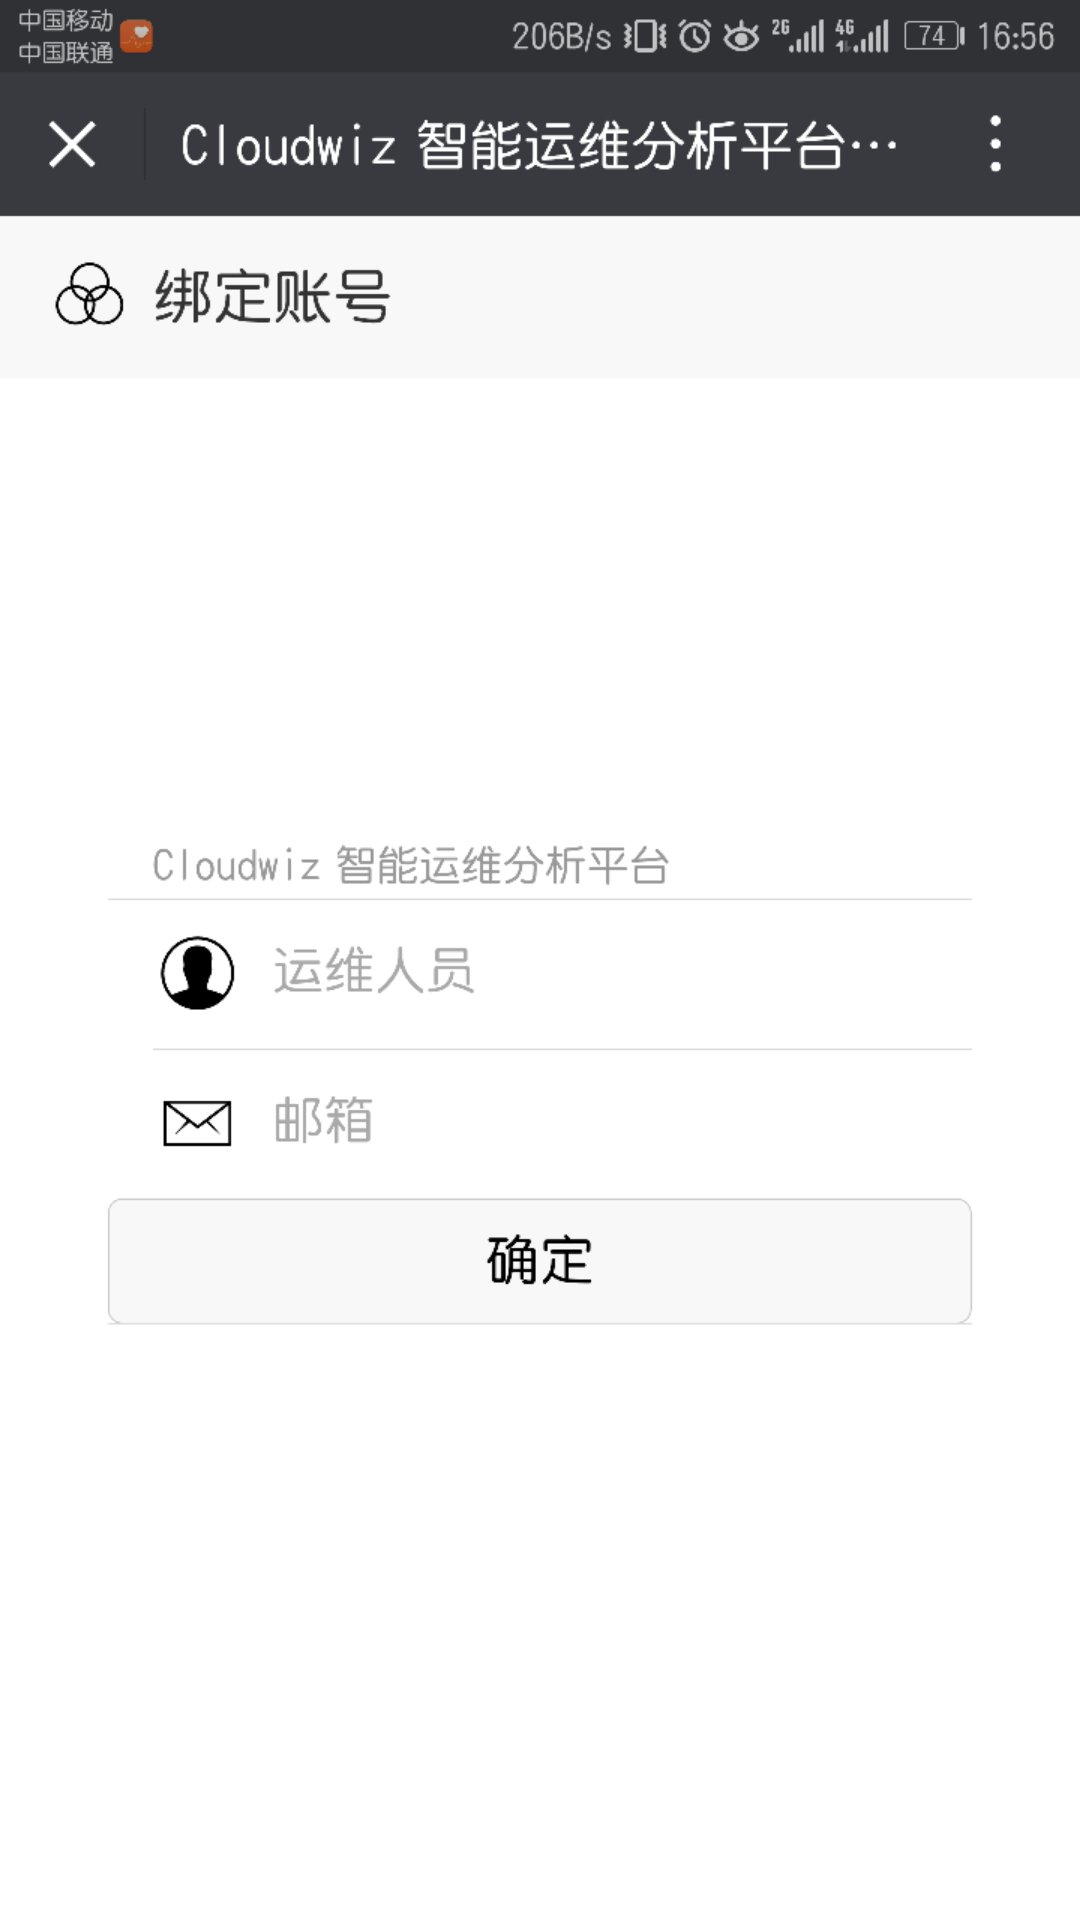 中国移动
中国联通
206B/s 2G 4G 74 16:56
Cloudwiz 智能运维分析平台…
绑定账号
Cloudwiz 智能运维分析平台
运维人员
邮箱
确定